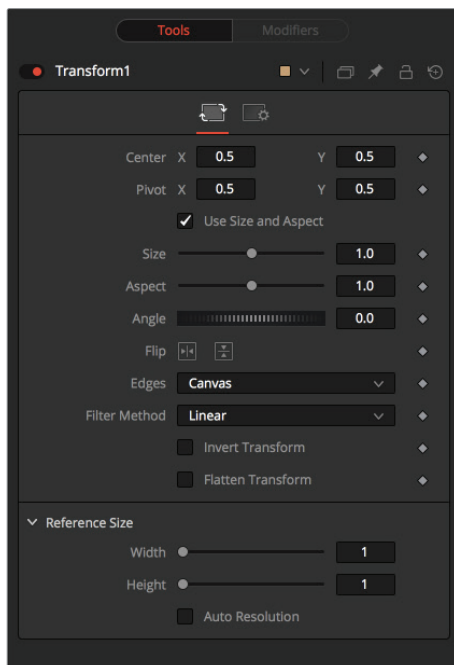 Tools Modifiers
Transform1
Center X 0.5 Y 0.5
Pivot X 0.5 Y 0.5
Use Size and Aspect
Size 1.0
Aspect 1.0
Angle 0.0
Flip
Edges Canvas
Filter Method Linear
Invert Transform
Flatten Transform
Reference Size
Width 1
Height 1
Auto Resolution